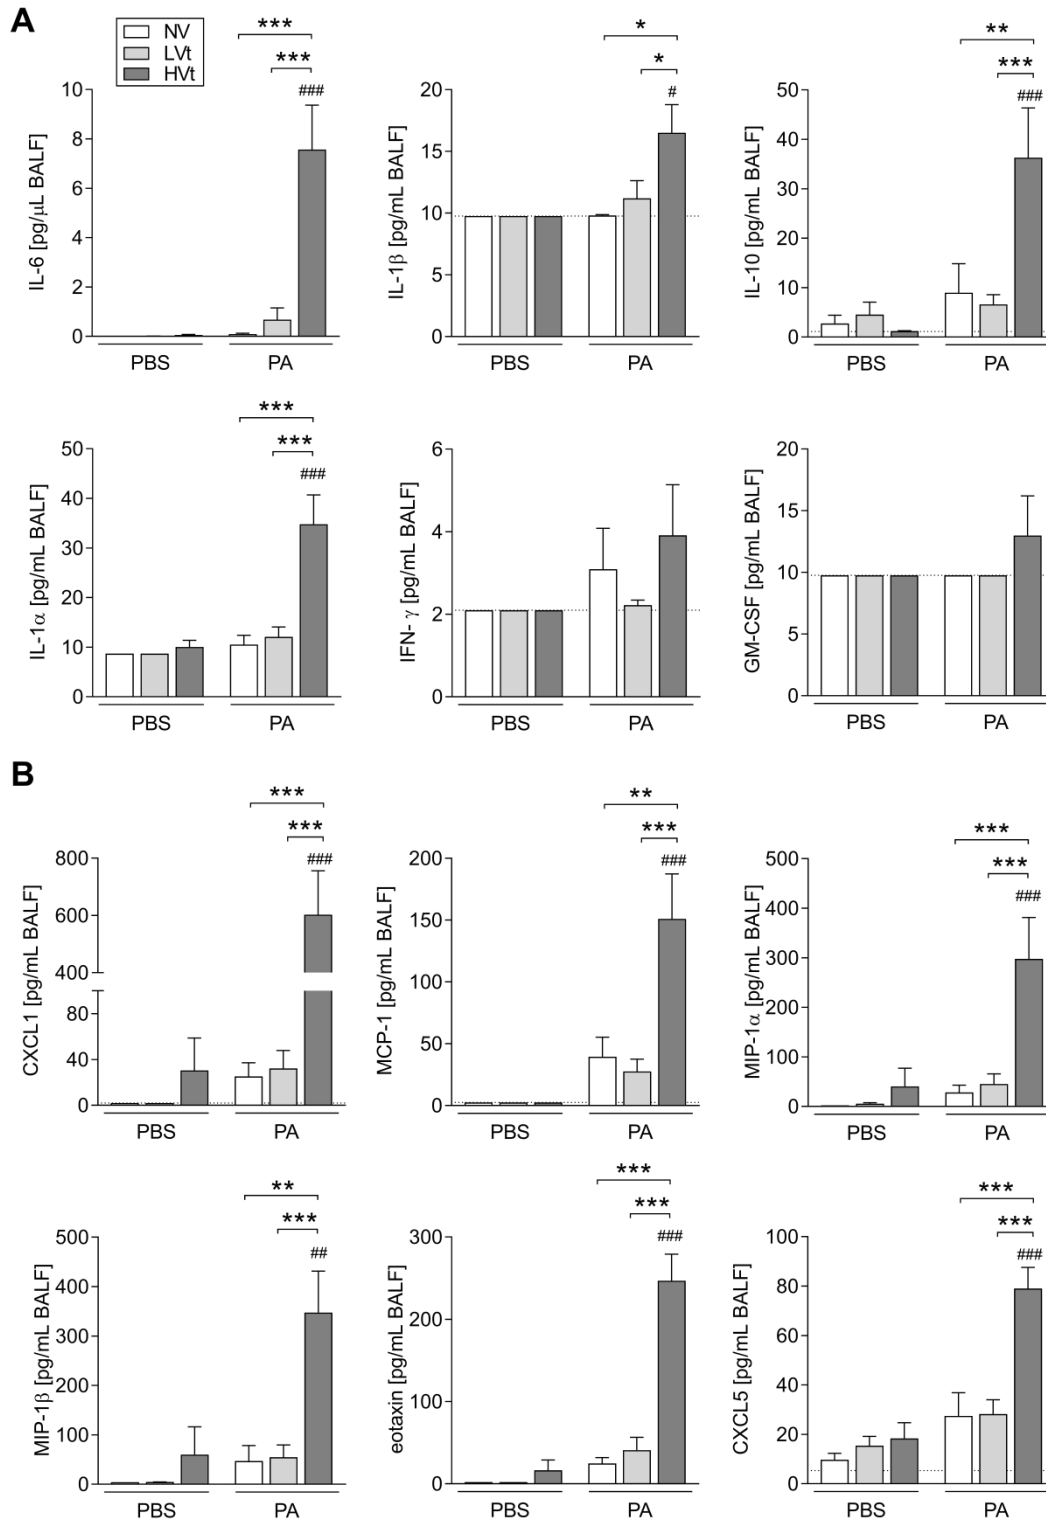 A
NV
LVt
HVt
***
***
###
IL-6 [pg/μL BALF]
10
8
6
4
2
0
PBS
PA
*
*
#
IL-1β [pg/mL BALF]
20
15
10
5
0
PBS
PA
**
***
###
IL-10 [pg/mL BALF]
50
40
30
20
10
0
PBS
PA
***
***
###
IL-1α [pg/mL BALF]
50
40
30
20
10
0
PBS
PA
IFN- γ [pg/mL BALF]
6
4
2
0
PBS
PA
GM-CSF [pg/mL BALF]
20
15
10
5
0
PBS
PA
B
***
***
###
CXCL1 [pg/mL BALF]
800
600
400
80
40
0
PBS
PA
**
***
###
MCP-1 [pg/mL BALF]
200
150
100
50
0
PBS
PA
***
***
###
MIP-1α [pg/mL BALF]
500
400
300
200
100
0
PBS
PA
**
***
##
MIP-1β [pg/mL BALF]
500
400
300
200
100
0
PBS
PA
***
***
###
eotaxin [pg/mL BALF]
300
200
100
0
PBS
PA
***
***
###
CXCL5 [pg/mL BALF]
100
80
60
40
20
0
PBS
PA